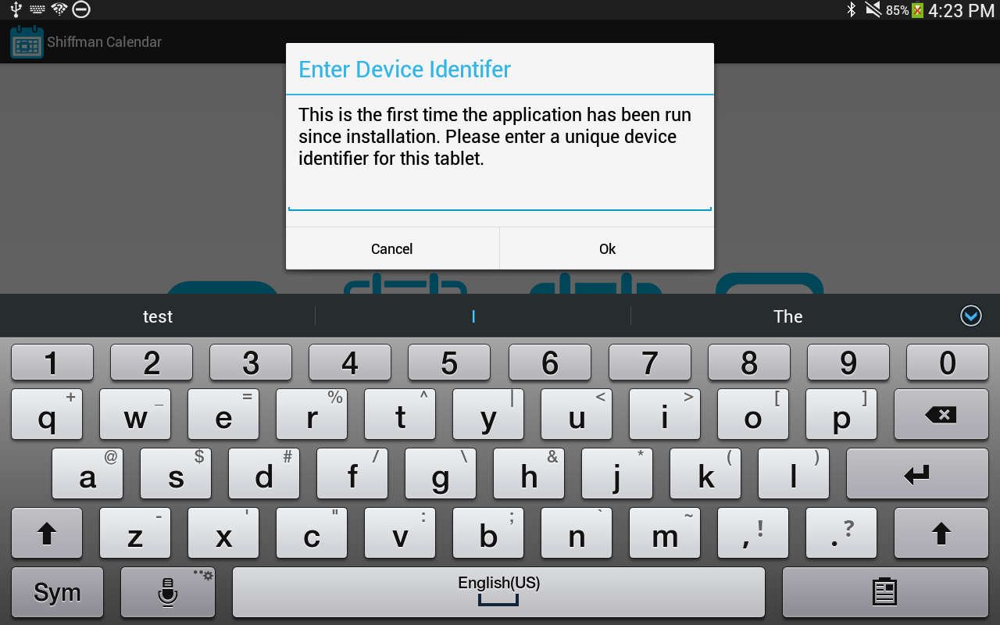 85% 4:23 PM
Shiffman Calendar
Enter Device Identifer
This is the first time the application has been run
since installation. Please enter a unique device
identifier for this tablet.
Cancel Ok
test I The
1 2 3 4 5 6 7 8 9 0
q + w _ e = r % t ^ y | u < i > o [ p ]
a @ s $ d # f / g \ h & j * k ( l )
z - x ' c " v : b ; n ` m ~ , ! . ?
Sym English(US)